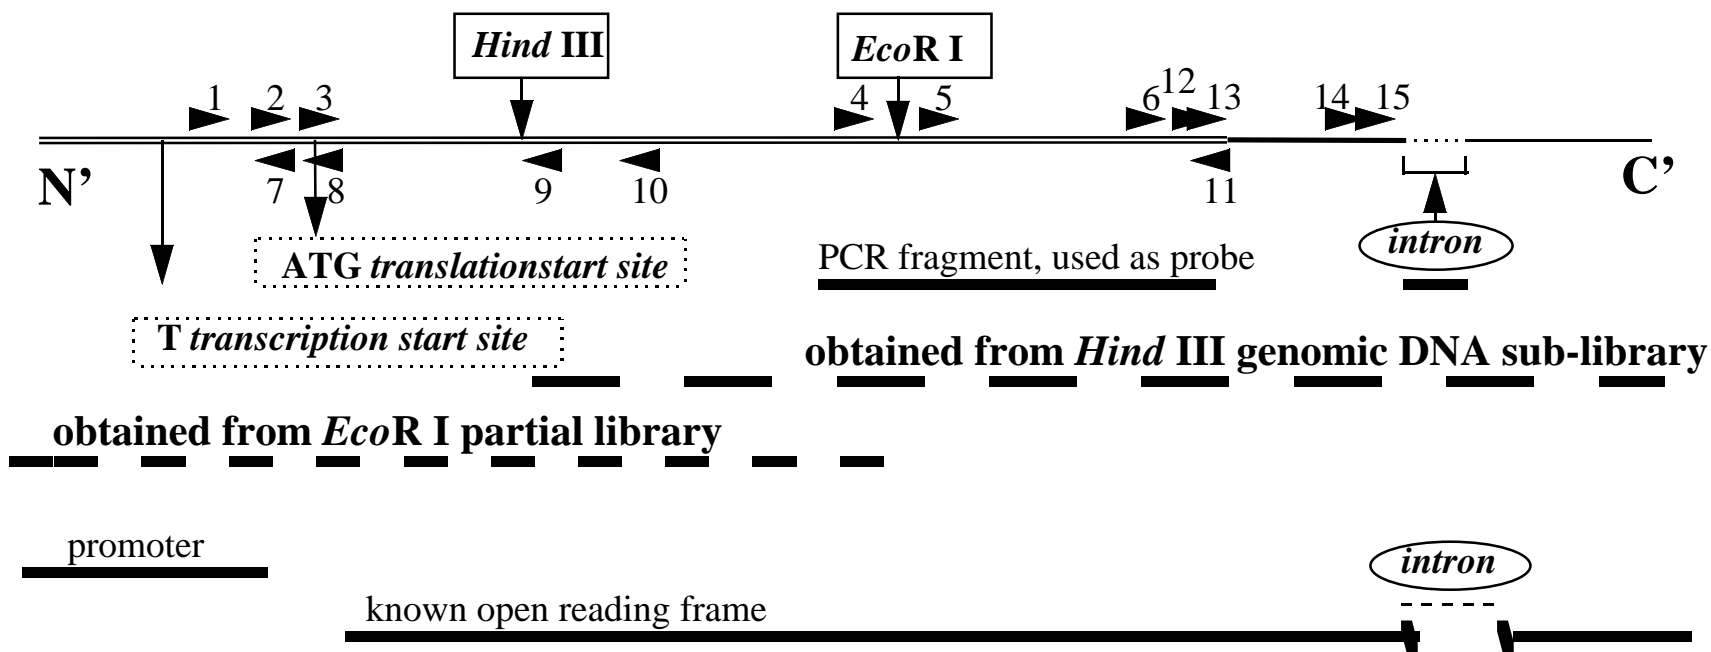 Hind III
EcoR I
1 2 3 4 5 6 12 13 14 15
N'
C'
7 8 9 10 11
intron
ATG translationstart site
PCR fragment, used as probe
T transcription start site
obtained from Hind III genomic DNA sub-library
obtained from EcoR I partial library
promoter
intron
known open reading frame